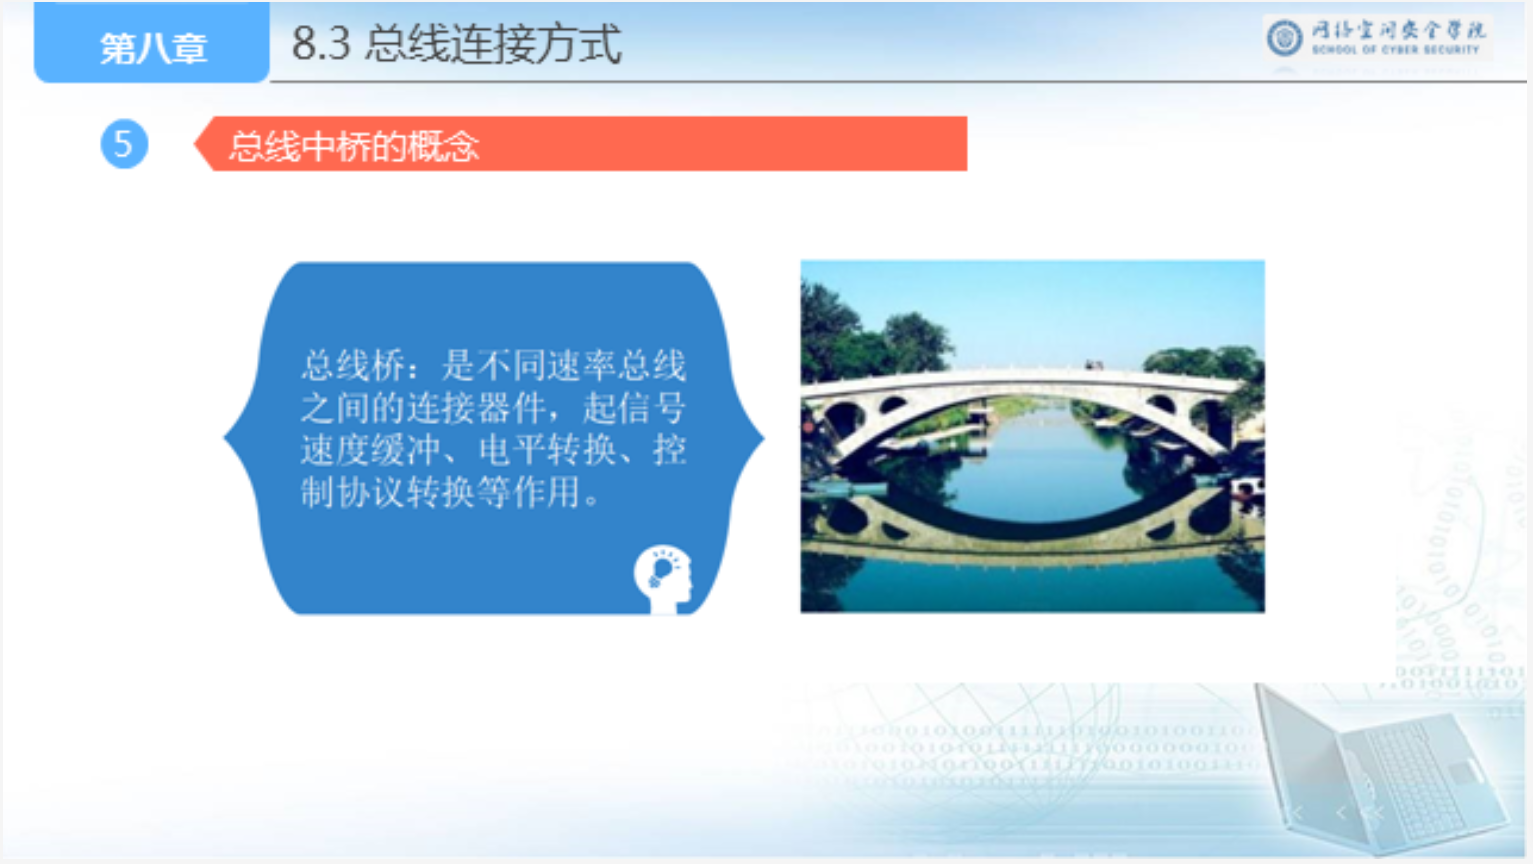 第八章
8.3 总线连接方式
网络空间安全学院
SCHOOL OF CYBER SECURITY
5
总线中桥的概念
总线桥：是不同速率总线
之间的连接器件，起信号
速度缓冲、电平转换、控
制协议转换等作用。